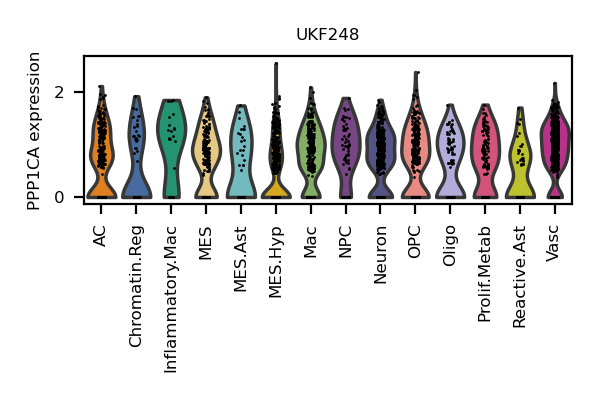 UKF248
PPP1CA expression
2
0
AC
Chromatin.Reg
Inflammatory.Mac
MES
MES.Ast
MES.Hyp
Mac
NPC
Neuron
OPC
Oligo
Prolif.Metab
Reactive.Ast
Vasc